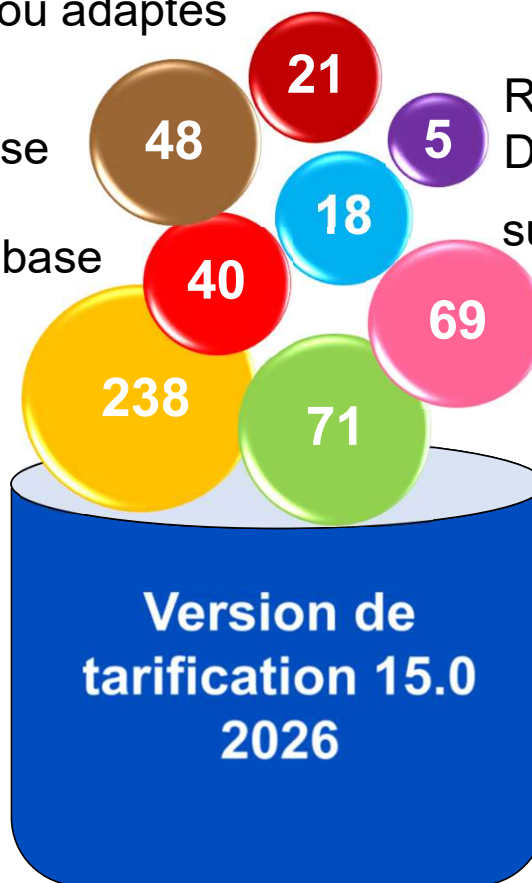 ou adaptés
21
48
5
R
D
se
18
su
base
40
69
238
71
Version de
tarification 15.0
2026